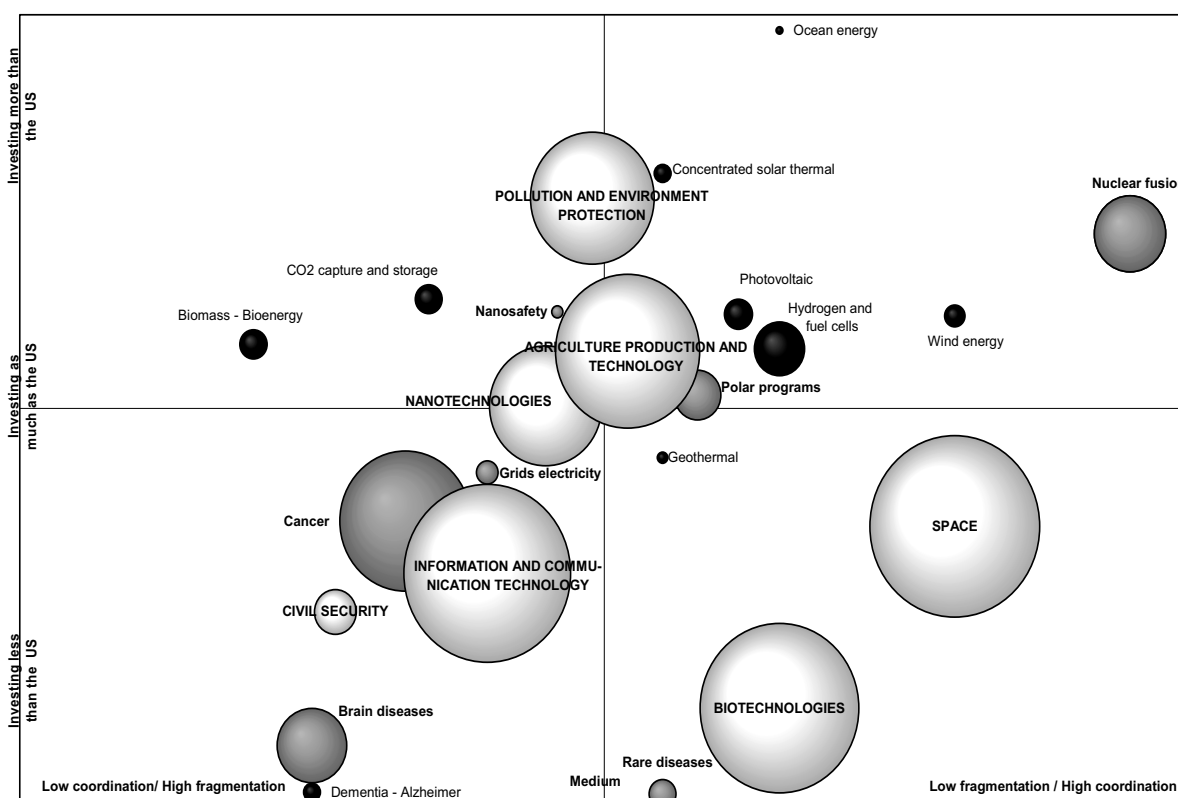 Investing more than
the US
Ocean energy
Concentrated solar thermal
POLLUTION AND ENVIRONMENT
PROTECTION
Nuclear fusio
CO2 capture and storage
Photovoltaic
Biomass - Bioenergy
Nanosafety
Hydrogen and
fuel cells
Wind energy
AGRICULTURE PRODUCTION AND
TECHNOLOGY
Investing as
much as the US
Polar programs
NANOTECHNOLOGIES
Geothermal
Grids electricity
Cancer
SPACE
INFORMATION AND COMMU-
NICATION TECHNOLOGY
CIVIL SECURITY
Investing less
than the US
BIOTECHNOLOGIES
Brain diseases
Rare diseases
Medium
Low coordination/ High fragmentation
Low fragmentation / High coordination
Dementia - Alzheimer